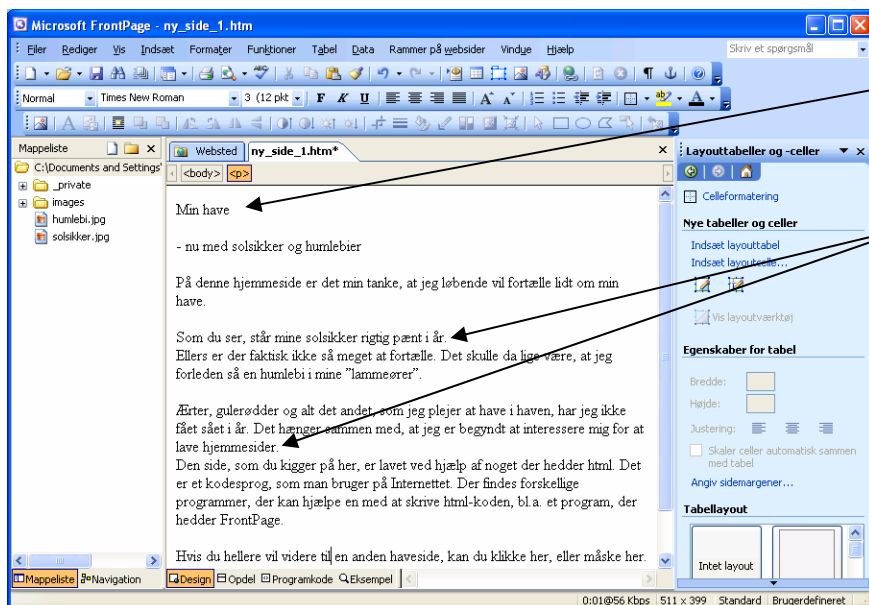 Microsoft FrontPage - ny_side_1.htm
Filer Rediger Vis Indsæt Formater Funktioner Tabel Data Rammer på websider Vindue Hjælp
Skriv et spørgsmål
Normal Times New Roman 3 (12 pkt F K U
Mappeliste
Websted ny_side_1.htm*
Layouttabeller og -celler
C:\Documents and Settings'
_private
images
humlebi.jpg
solsikker.jpg
<body> <p>
Min have
- nu med solsikker og humlebier
På denne hjemmeside er det min tanke, at jeg løbende vil fortælle lidt om min
have.
Som du ser, står mine solsikker rigtig pænt i år.
Ellers er der faktisk ikke så meget at fortælle. Det skulle da lige være, at jeg
forleden så en humlebi i mine ”lammeører”.
Ærter, gulerødder og alt det andet, som jeg plejer at have i haven, har jeg ikke
fået sået i år. Det hænger sammen med, at jeg er begyndt at interessere mig for at
lave hjemmesider.
Den side, som du kigger på her, er lavet ved hjælp af noget der hedder html. Det
er et kodesprog, som man bruger på Internettet. Der findes forskellige
programmer, der kan hjælpe en med at skrive html-koden, bl.a. et program, der
hedder FrontPage.
Hvis du hellere vil videre til en anden haveside, kan du klikke her, eller måske her.
Celleformatering
Nye tabeller og celler
Indsæt layouttabel
Indsæt layoutcelle...
Vis layoutværktøj
Egenskaber for tabel
Bredde:
Højde:
Justering:
Skaler celler automatisk sammen
med tabel
Angiv sidemargener...
Tabellayout
Intet layout
Mappeliste Navigation
Design Opdel Programkode Eksempel
0:01@56 Kbps 511 x 399 Standard Brugerdefineret